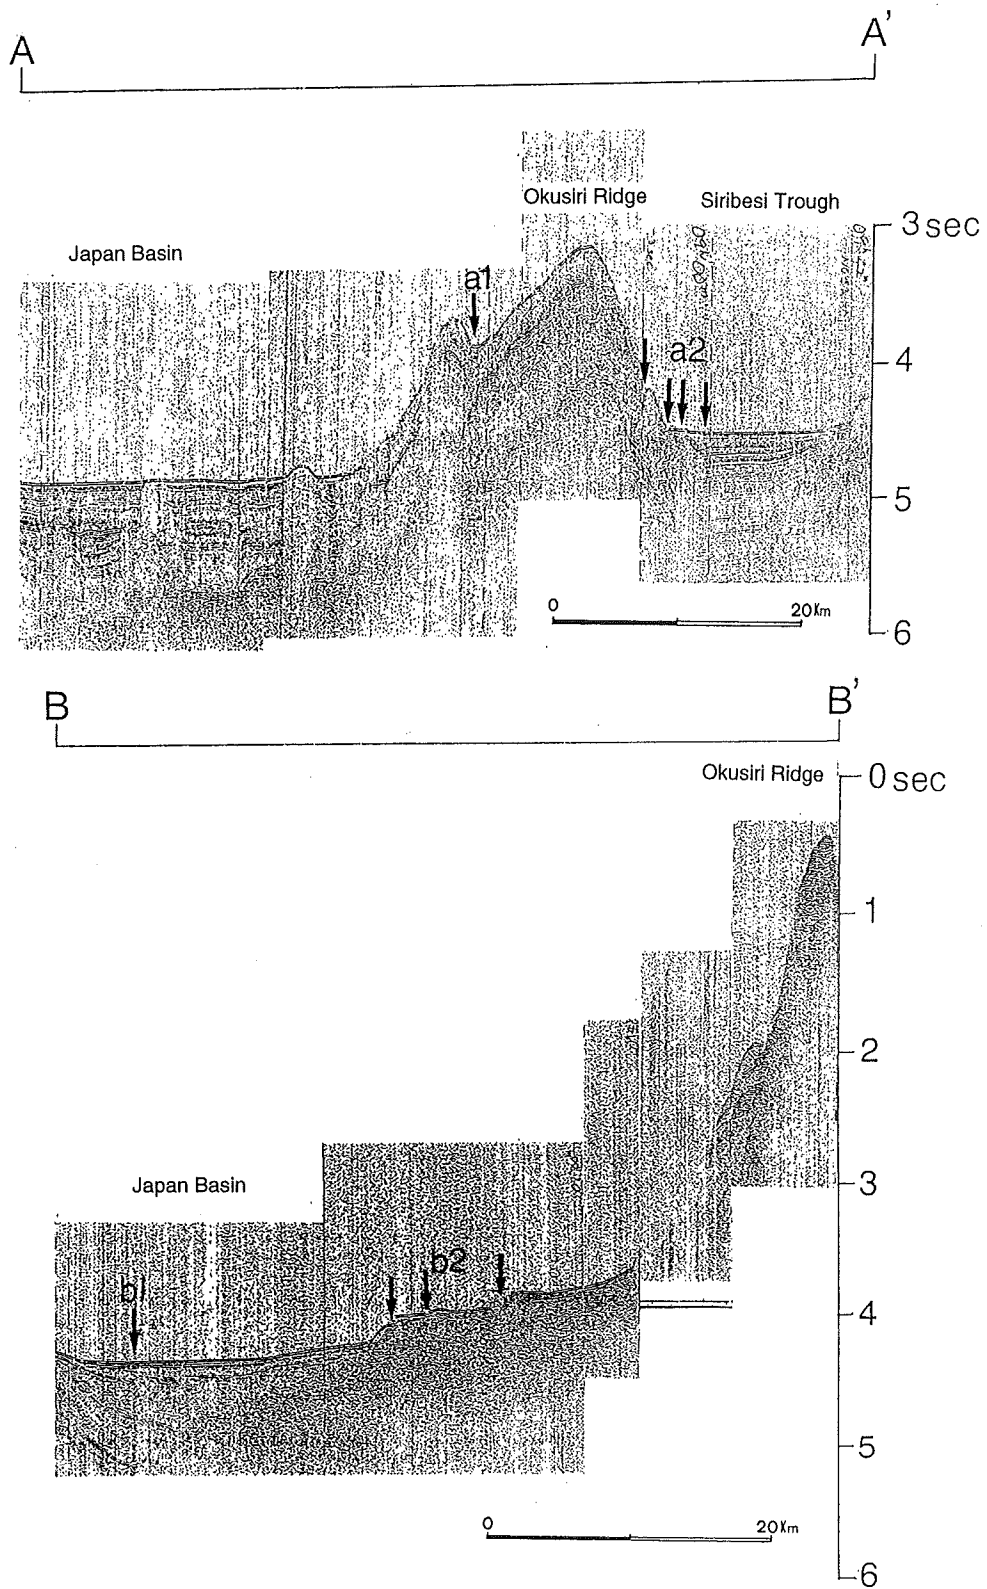 A A'
Okusiri Ridge Siribesi Trough
3 sec
Japan Basin
a1
4
a2
5
0 20Km
6
B B'
Okusiri Ridge
0 sec
1
2
3
Japan Basin
b2
b1
4
5
0 20Km
6